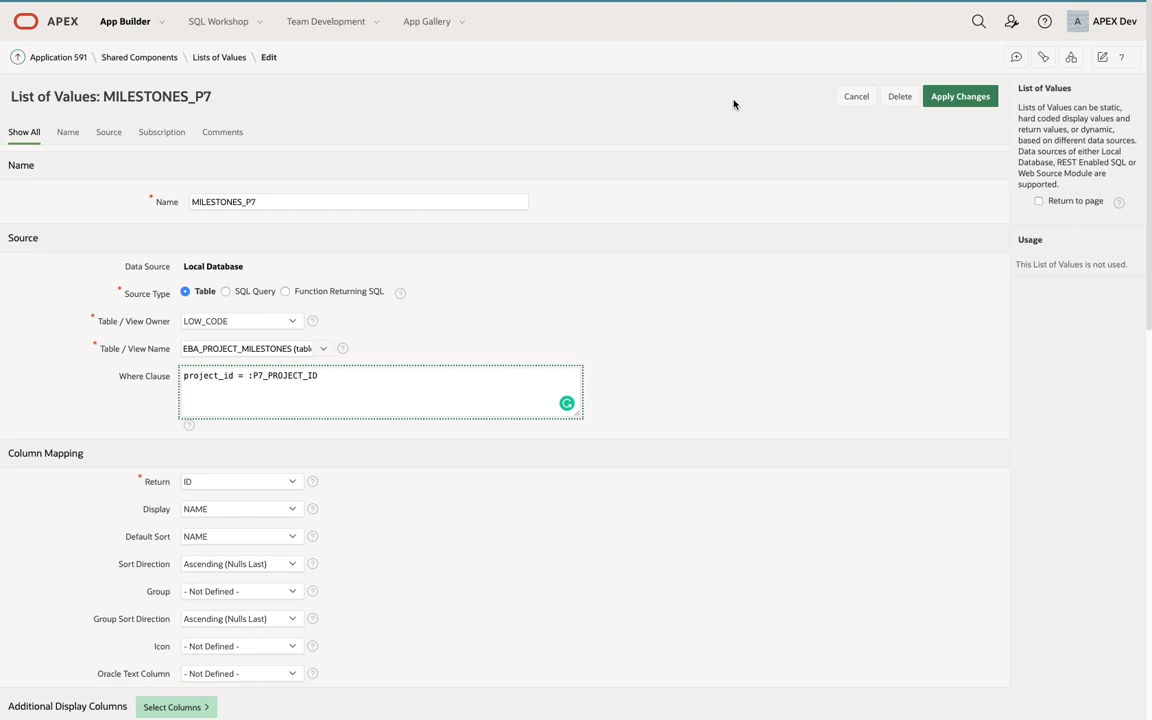 APEX App Builder SQL Workshop Team Development App Gallery A APEX Dev
Application 591 \ Shared Components \ Lists of Values \ Edit 7
List of Values: MILESTONES_P7 Cancel Delete Apply Changes
Show All Name Source Subscription Comments
Name
* Name MILESTONES_P7
Source
Data Source Local Database
* Source Type Table SQL Query Function Returning SQL ?
* Table / View Owner LOW_CODE ?
* Table / View Name EBA_PROJECT_MILESTONES ?
Where Clause project_id = :P7_PROJECT_ID
?
Column Mapping
* Return ID ?
Display NAME ?
Default Sort NAME ?
Sort Direction Ascending (Nulls Last) ?
Group - Not Defined - ?
Group Sort Direction Ascending (Nulls Last) ?
Icon - Not Defined - ?
Oracle Text Column - Not Defined - ?
Additional Display Columns Select Columns >
List of Values
Lists of Values can be static,
hard coded display values and
return values, or dynamic,
based on different data sources.
Data sources of either Local
Database, REST Enabled SQL or
Web Source Module are
supported.
Return to page ?
Usage
This List of Values is not used.